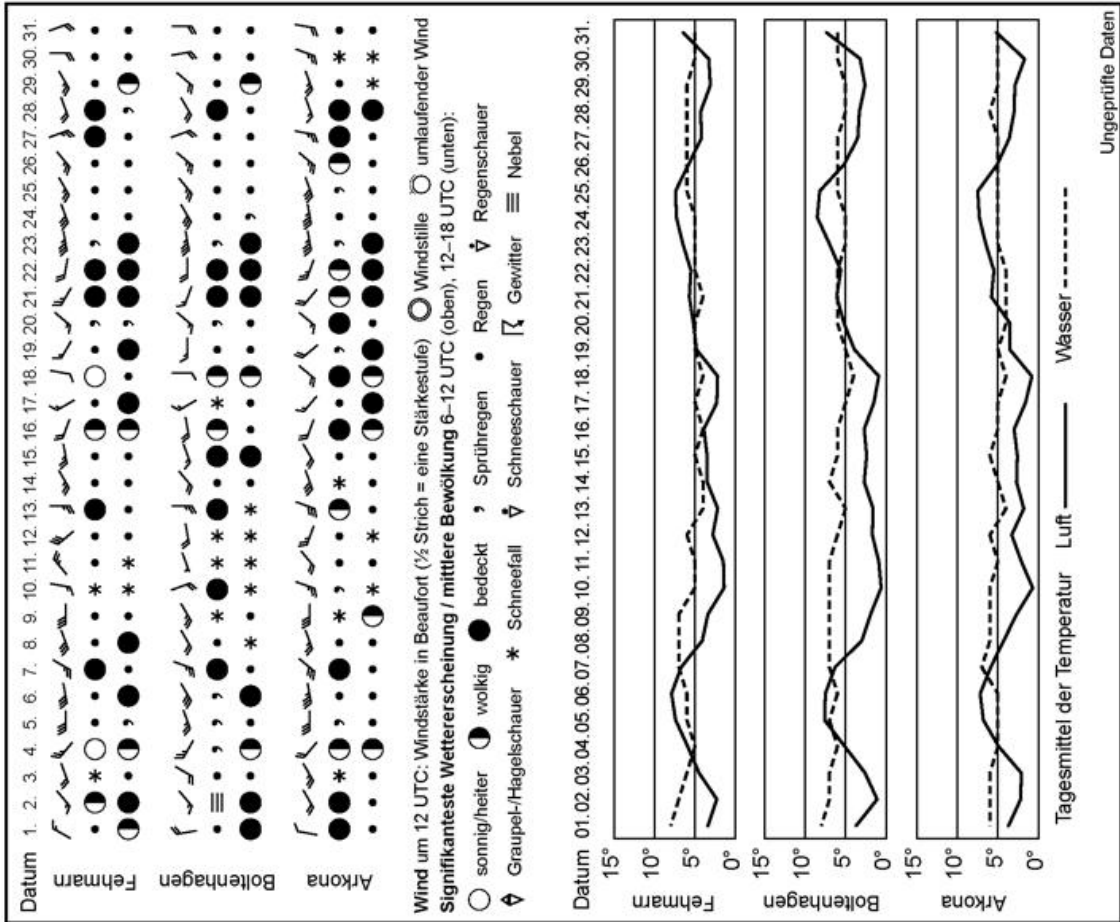 Datum 1. 2. 3. 4. 5. 6. 7. 8. 9. 10. 11. 12. 13. 14. 15. 16. 17. 18. 19. 20. 21. 22. 23. 24. 25. 26. 27. 28. 29. 30. 31.
Fehmarn
Boltenhagen
Arkona
Wind um 12 UTC: Windstärke in Beaufort (½ Strich = eine Stärkestufe) Windstille umlaufender Wind
Signifikanteste Wettererscheinung / mittlere Bewölkung 6–12 UTC (oben), 12–18 UTC (unten):
sonnig/heiter wolkig bedeckt Sprühregen Regen Regenschauer
Graupel-/Hagelschauer Schneefall Schneeschauer Gewitter Nebel
Datum 01. 02. 03. 04. 05. 06. 07. 08. 09. 10. 11. 12. 13. 14. 15. 16. 17. 18. 19. 20. 21. 22. 23. 24. 25. 26. 27. 28. 29. 30. 31.
15°
10°
5°
0°
Fehmarn
15°
10°
5°
0°
Boltenhagen
15°
10°
5°
0°
Arkona
Tagesmittel der Temperatur Luft Wasser
Ungeprüfte Daten